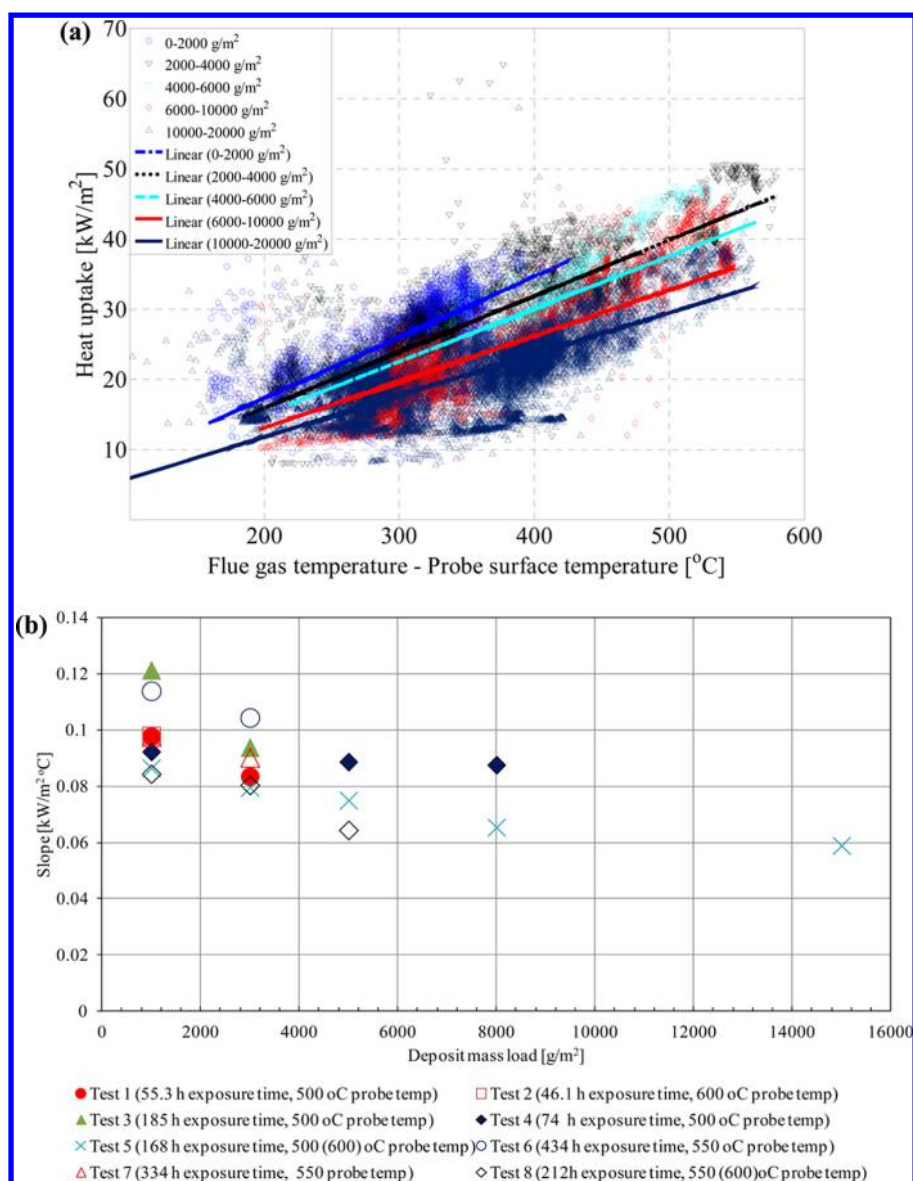 (a)
70
60
50
40
30
20
10
Heat uptake [kW/m²]
0-2000 g/m²
2000-4000 g/m²
4000-6000 g/m²
6000-10000 g/m²
10000-20000 g/m²
Linear (0-2000 g/m²)
Linear (2000-4000 g/m²)
Linear (4000-6000 g/m²)
Linear (6000-10000 g/m²)
Linear (10000-20000 g/m²)
200 300 400 500 600
Flue gas temperature - Probe surface temperature [°C]
(b)
0.14
0.12
0.1
0.08
0.06
0.04
0.02
0
Slope [kW/m² °C]
0 2000 4000 6000 8000 10000 12000 14000 16000
Deposit mass load [g/m²]
Test 1 (55.3 h exposure time, 500 oC probe temp)
Test 2 (46.1 h exposure time, 600 oC probe temp)
Test 3 (185 h exposure time, 500 oC probe temp)
Test 4 (74 h exposure time, 500 oC probe temp)
Test 5 (168 h exposure time, 500 (600) oC probe temp)
Test 6 (434 h exposure time, 550 oC probe temp)
Test 7 (334 h exposure time, 550 probe temp)
Test 8 (212h exposure time, 550 (600)oC probe temp)